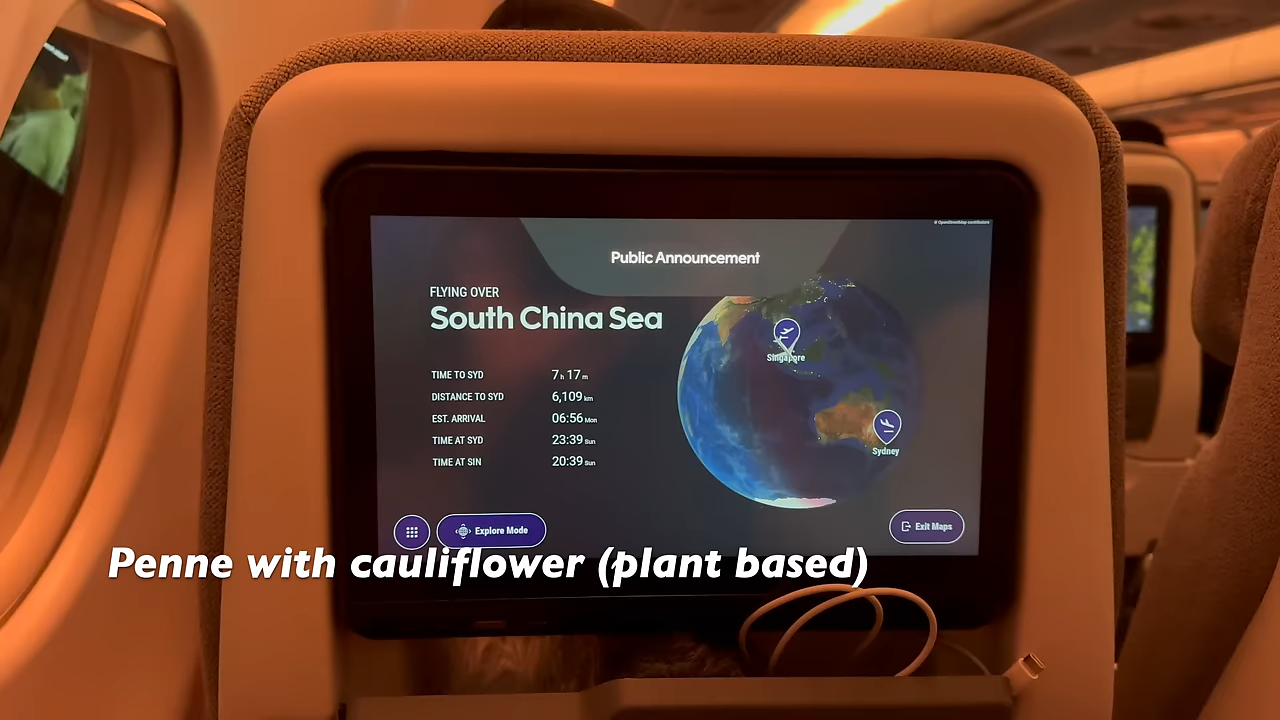 © OpenStreetMap contributors
Public Announcement
FLYING OVER
South China Sea
TIME TO SYD 7h 17m
DISTANCE TO SYD 6,109 km
EST. ARRIVAL 06:56 Mon
TIME AT SYD 23:39 Sun
TIME AT SIN 20:39 Sun
Singapore
Sydney
Explore Mode
Exit Maps
Penne with cauliflower (plant based)